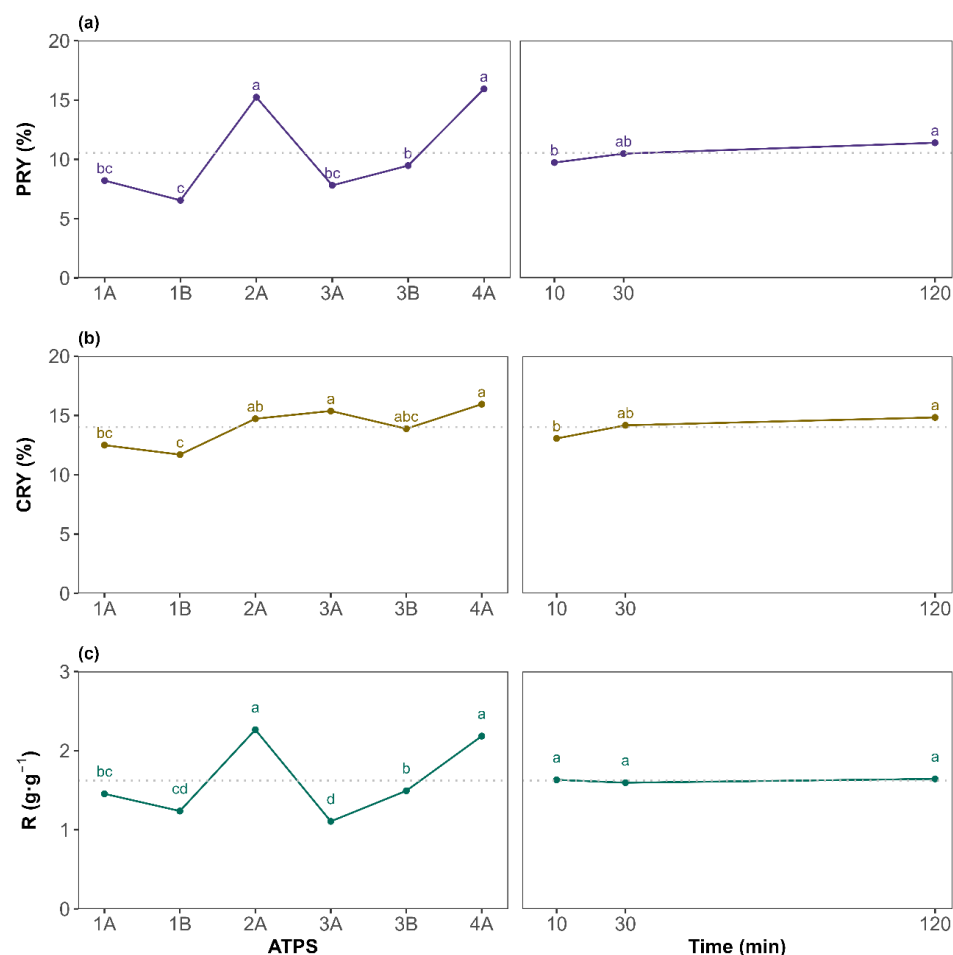 (a)
PRY (%)
20
15
10
5
0
bc
c
a
bc
b
a
b
ab
a
1A 1B 2A 3A 3B 4A
10 30 120
(b)
CRY (%)
20
15
10
5
0
bc
c
ab
a
abc
a
b
ab
a
1A 1B 2A 3A 3B 4A
10 30 120
(c)
R (g·g⁻¹)
3
2
1
0
bc
cd
a
d
b
a
a
a
a
1A 1B 2A 3A 3B 4A
10 30 120
ATPS
Time (min)